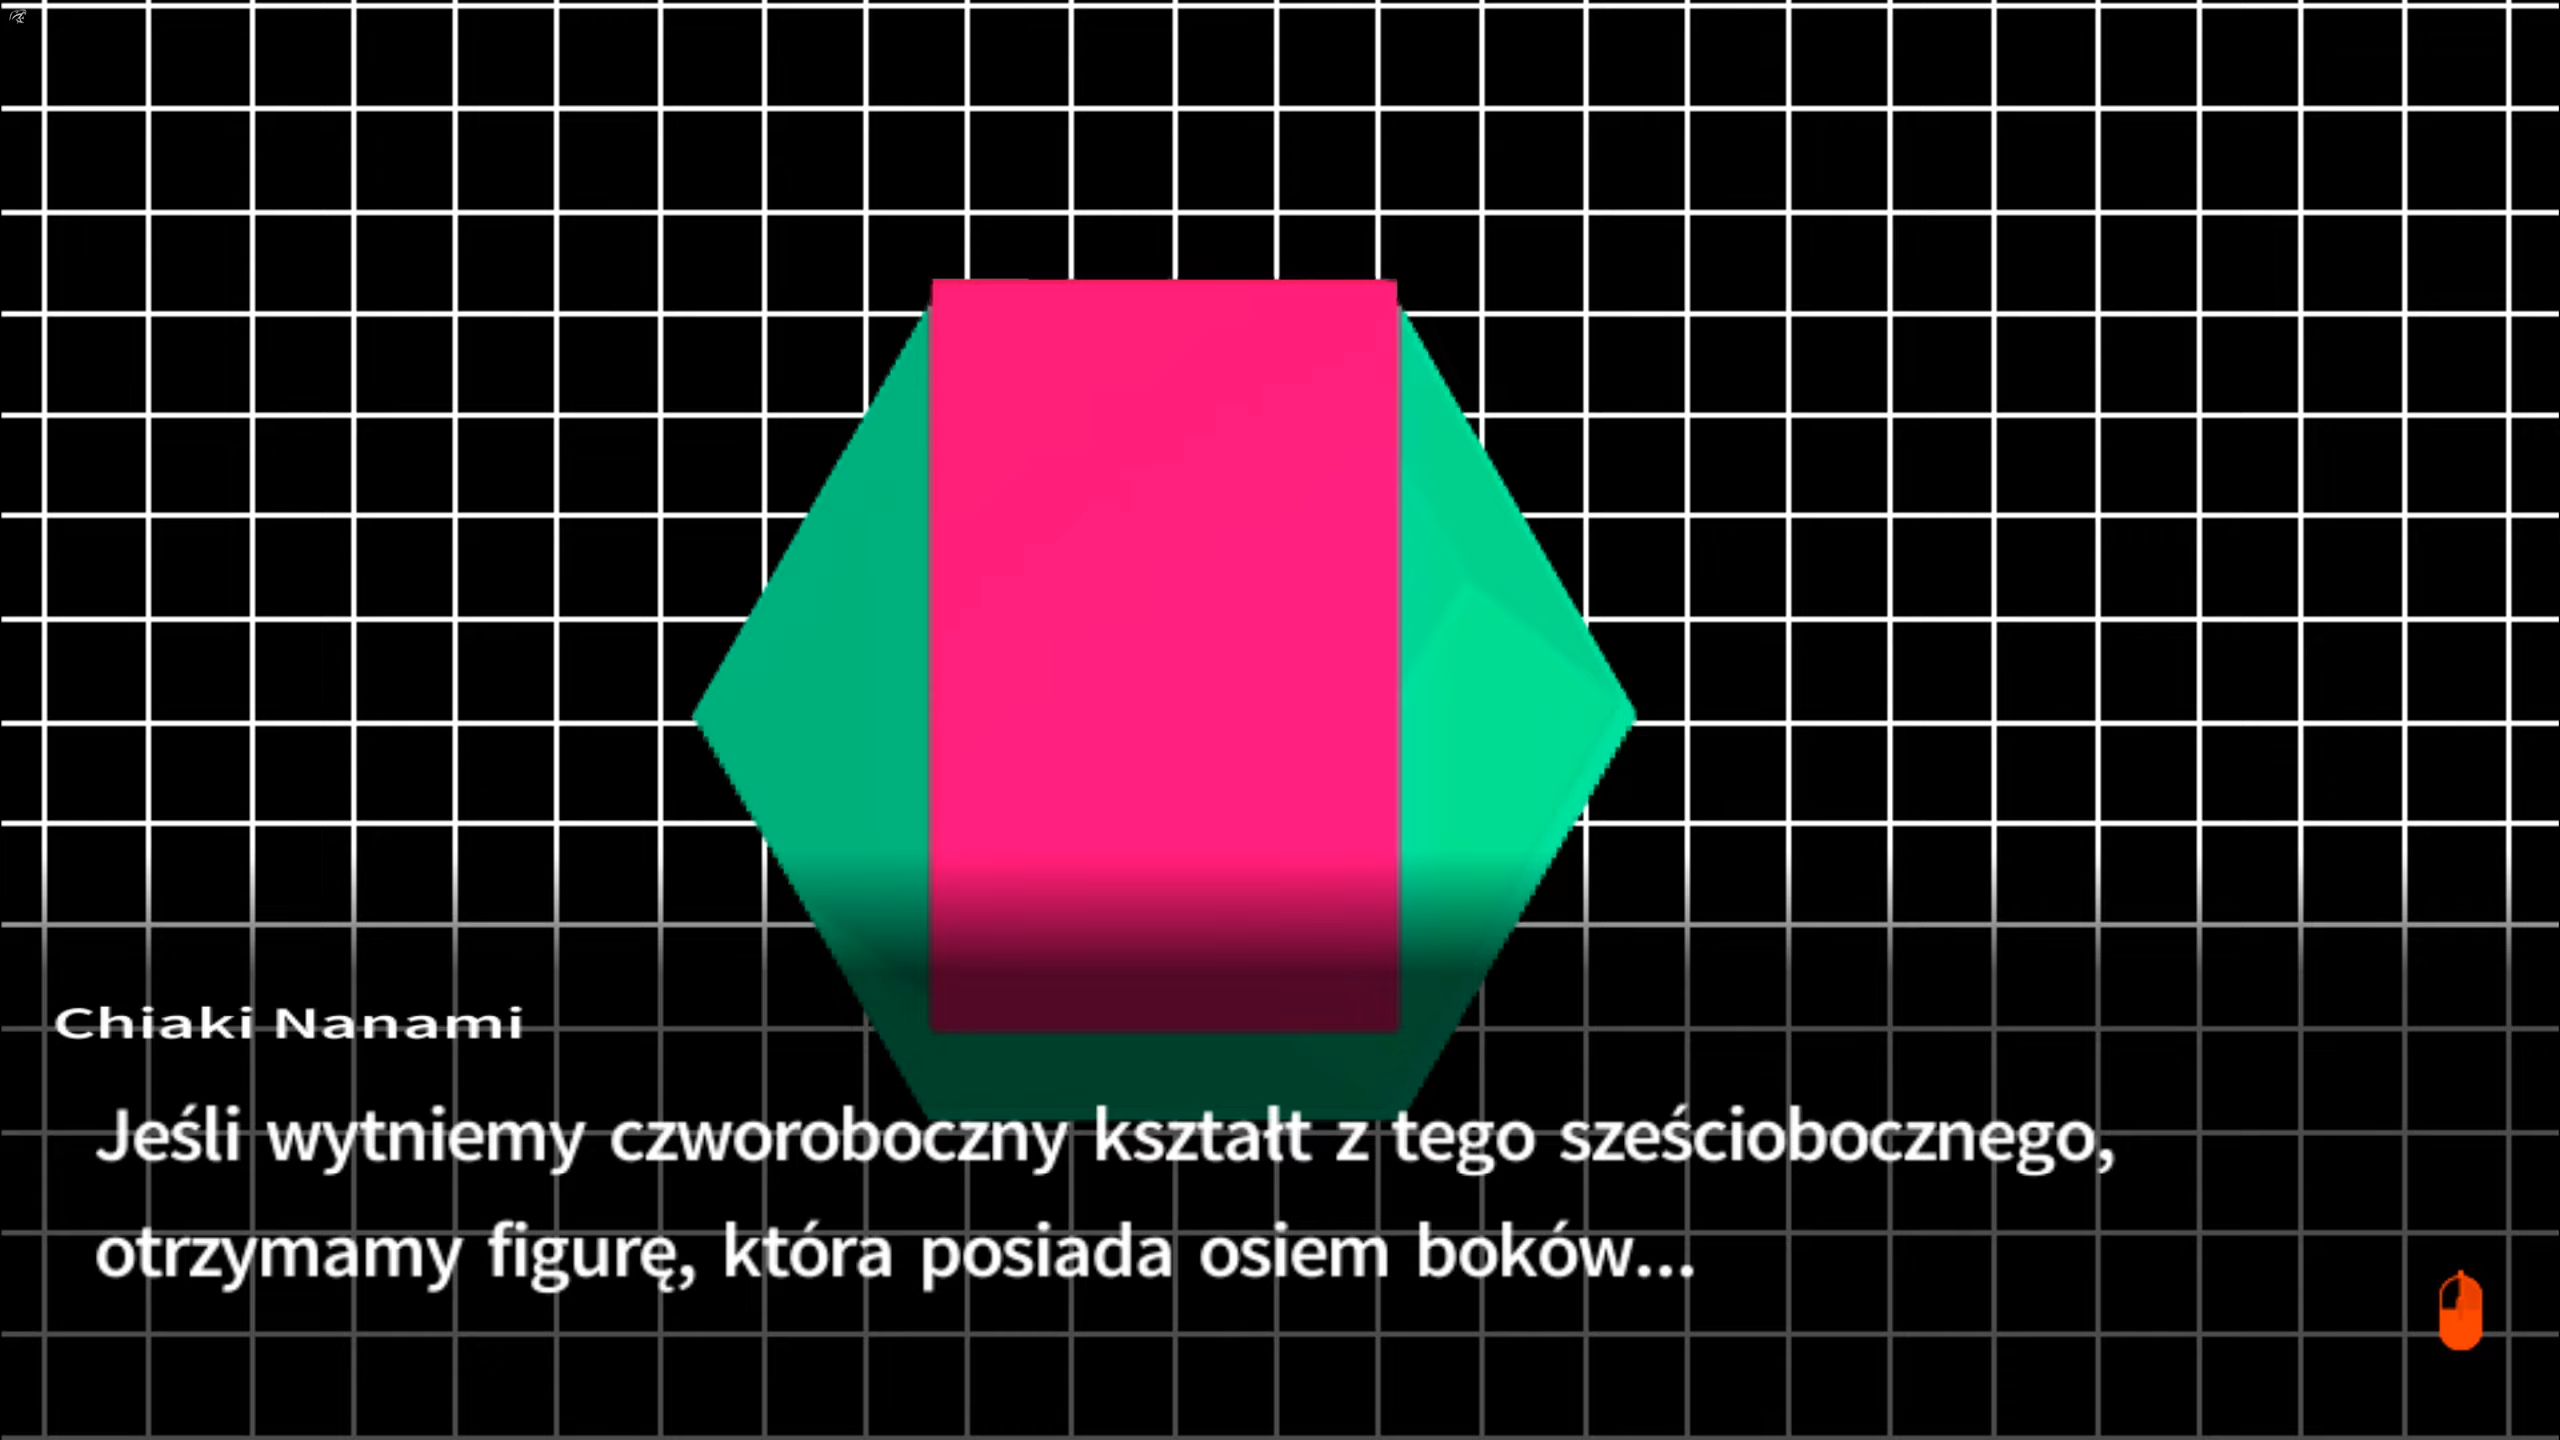 Chiaki Nanami
Jeśli wytniemy czworoboczny kształt z tego sześciobocznego,
otrzymamy figurę, która posiada osiem boków...